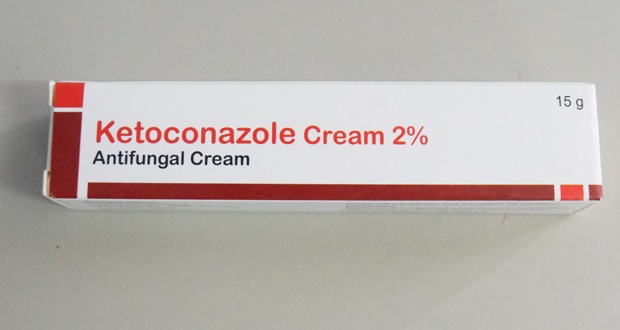 15 g
Ketoconazole Cream 2%
Antifungal Cream